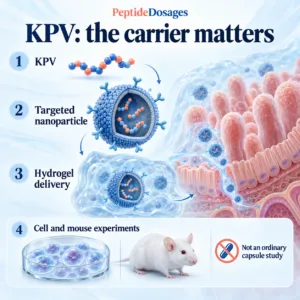 PeptideDosages
KPV: the carrier matters
1 KPV
2 Targeted
nanoparticle
3 Hydrogel
delivery
4 Cell and mouse experiments
Not an ordinary
capsule study